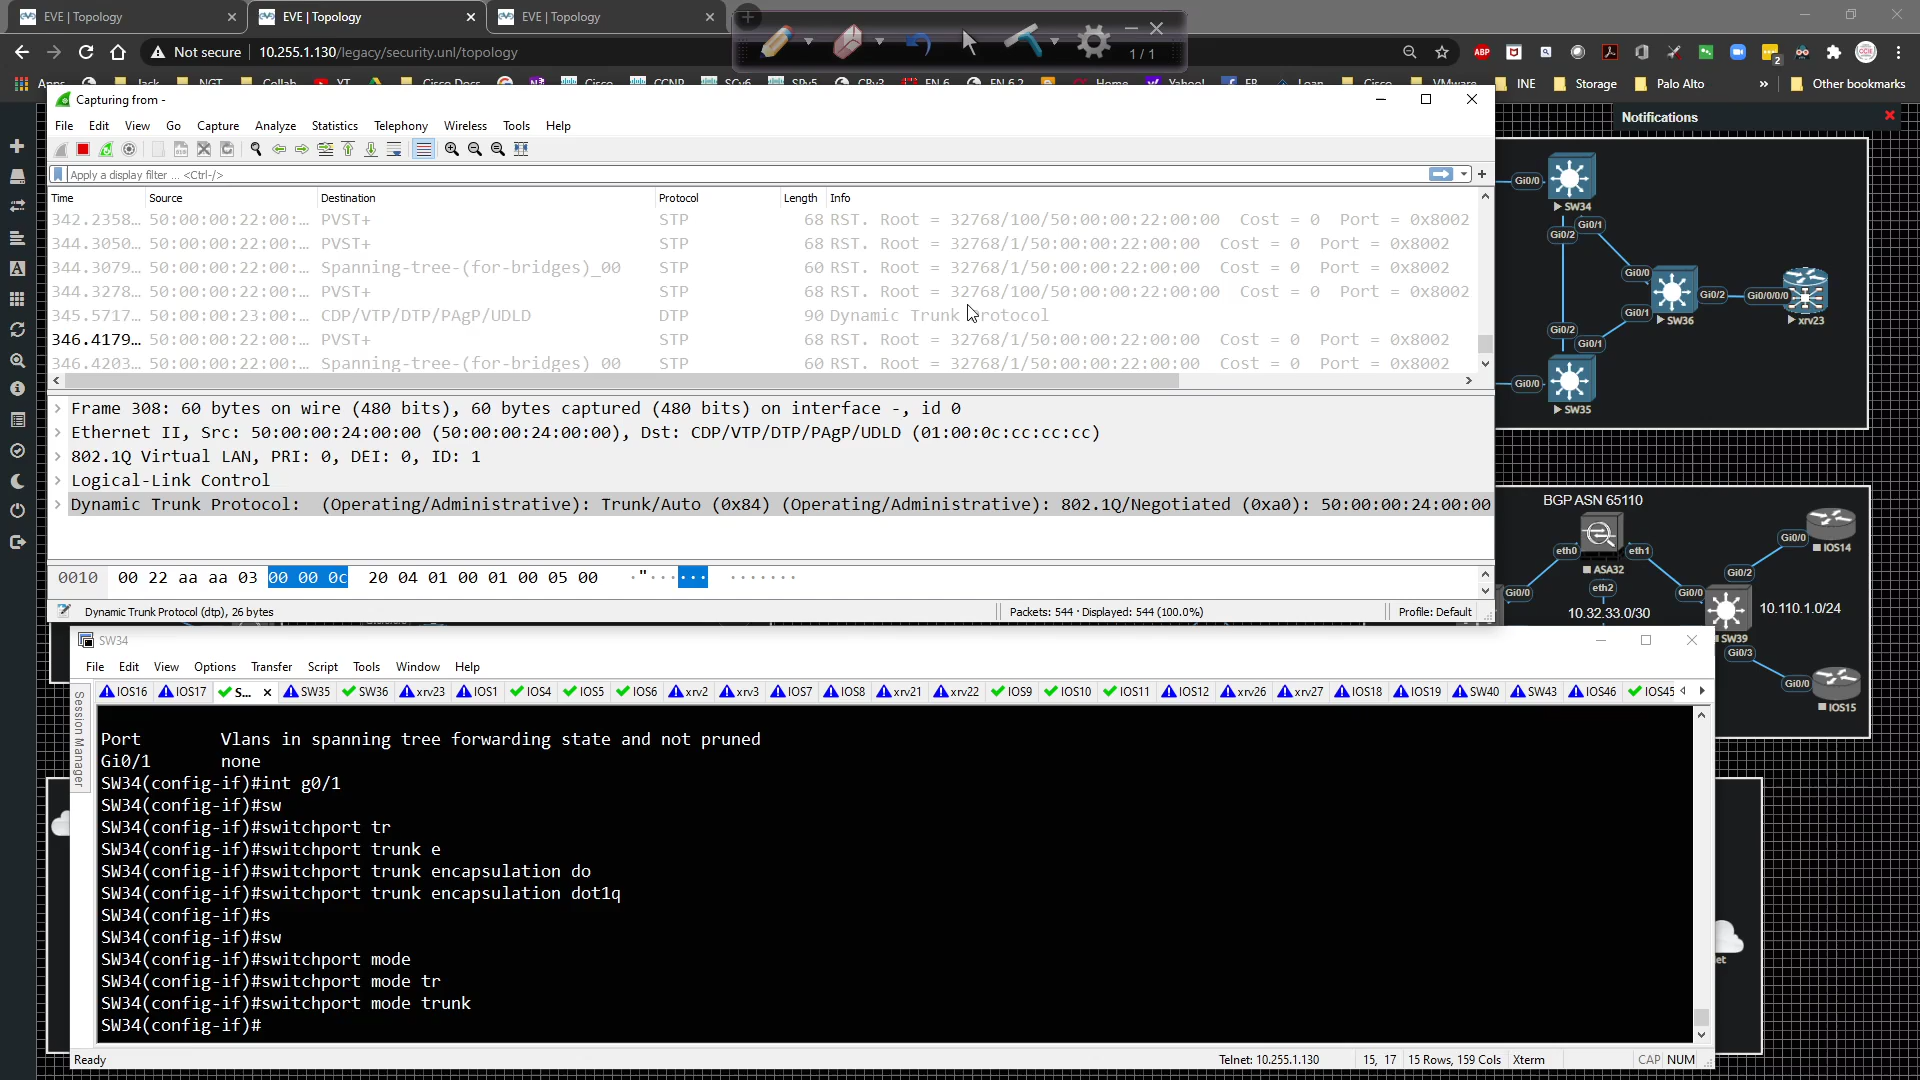 EVE | Topology
EVE | Topology
EVE | Topology
1 / 1
Not secure
10.255.1.130/legacy/security.unl/topology
ABP
2
INE
Storage
Palo Alto
»
Other bookmarks
Capturing from -
File Edit View Go Capture Analyze Statistics Telephony Wireless Tools Help
Apply a display filter ... <Ctrl-/>
Time Source Destination Protocol Length Info
342.2358… 50:00:00:22:00:… PVST+ STP 68 RST. Root = 32768/100/50:00:00:22:00:00 Cost = 0 Port = 0x8002
344.3050… 50:00:00:22:00:… PVST+ STP 68 RST. Root = 32768/1/50:00:00:22:00:00 Cost = 0 Port = 0x8002
344.3079… 50:00:00:22:00:… Spanning-tree-(for-bridges)_00 STP 60 RST. Root = 32768/1/50:00:00:22:00:00 Cost = 0 Port = 0x8002
344.3278… 50:00:00:22:00:… PVST+ STP 68 RST. Root = 32768/100/50:00:00:22:00:00 Cost = 0 Port = 0x8002
345.5717… 50:00:00:23:00:… CDP/VTP/DTP/PAgP/UDLD DTP 90 Dynamic Trunk Protocol
346.4179… 50:00:00:22:00:… PVST+ STP 68 RST. Root = 32768/1/50:00:00:22:00:00 Cost = 0 Port = 0x8002
346.4203… 50:00:00:22:00:… Spanning-tree-(for-bridges) 00 STP 60 RST. Root = 32768/1/50:00:00:22:00:00 Cost = 0 Port = 0x8002
Frame 308: 60 bytes on wire (480 bits), 60 bytes captured (480 bits) on interface -, id 0
Ethernet II, Src: 50:00:00:24:00:00 (50:00:00:24:00:00), Dst: CDP/VTP/DTP/PAgP/UDLD (01:00:0c:cc:cc:cc)
802.1Q Virtual LAN, PRI: 0, DEI: 0, ID: 1
Logical-Link Control
Dynamic Trunk Protocol: (Operating/Administrative): Trunk/Auto (0x84) (Operating/Administrative): 802.1Q/Negotiated (0xa0): 50:00:00:24:00:00
0010 00 22 aa aa 03 00 00 0c 20 04 01 00 01 00 05 00 ·"··· ··· ·······
Dynamic Trunk Protocol (dtp), 26 bytes
Packets: 544 · Displayed: 544 (100.0%)
Profile: Default
Notifications
Gi0/0
SW34
Gi0/1
Gi0/2
Gi0/0
Gi0/2
Gi0/0/0/0
Gi0/1
SW36
xrv23
Gi0/2
Gi0/1
Gi0/0
SW35
BGP ASN 65110
Gi0/0
IOS14
eth0
eth1
ASA32
Gi0/2
eth2
Gi0/0
Gi0/0
10.32.33.0/30
10.110.1.0/24
SW39
Gi0/3
Gi0/0
IOS15
SW34
File Edit View Options Transfer Script Tools Window Help
Session Manager
IOS16 IOS17 S... SW35 SW36 xrv23 IOS1 IOS4 IOS5 IOS6 xrv2 xrv3 IOS7 IOS8 xrv21 xrv22 IOS9 IOS10 IOS11 IOS12 xrv26 xrv27 IOS18 IOS19 SW40 SW43 IOS46 IOS45
Port Vlans in spanning tree forwarding state and not pruned
Gi0/1 none
SW34(config-if)#int g0/1
SW34(config-if)#sw
SW34(config-if)#switchport tr
SW34(config-if)#switchport trunk e
SW34(config-if)#switchport trunk encapsulation do
SW34(config-if)#switchport trunk encapsulation dot1q
SW34(config-if)#s
SW34(config-if)#sw
SW34(config-if)#switchport mode
SW34(config-if)#switchport mode tr
SW34(config-if)#switchport mode trunk
SW34(config-if)#
Ready
Telnet: 10.255.1.130
15, 17
15 Rows, 159 Cols
Xterm
CAP NUM
et